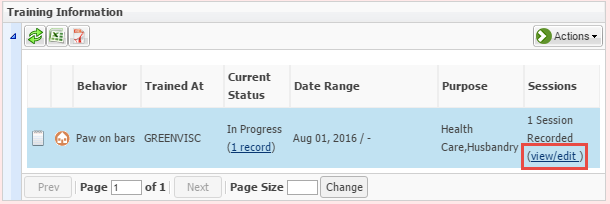 Training Information
Actions
Behavior Trained At Current Status Date Range Purpose Sessions
Paw on bars GREENVISC In Progress (1 record) Aug 01, 2016 / - Health Care,Husbandry 1 Session Recorded (view/edit )
Prev Page 1 of 1 Next Page Size Change